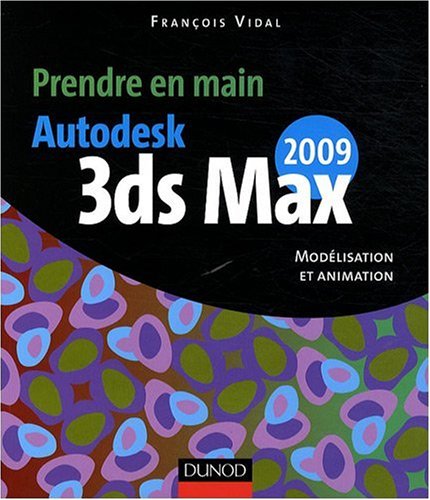 FRANÇOIS VIDAL
Prendre en main
Autodesk
2009
3ds Max
MODÉLISATION
ET ANIMATION
DUNOD